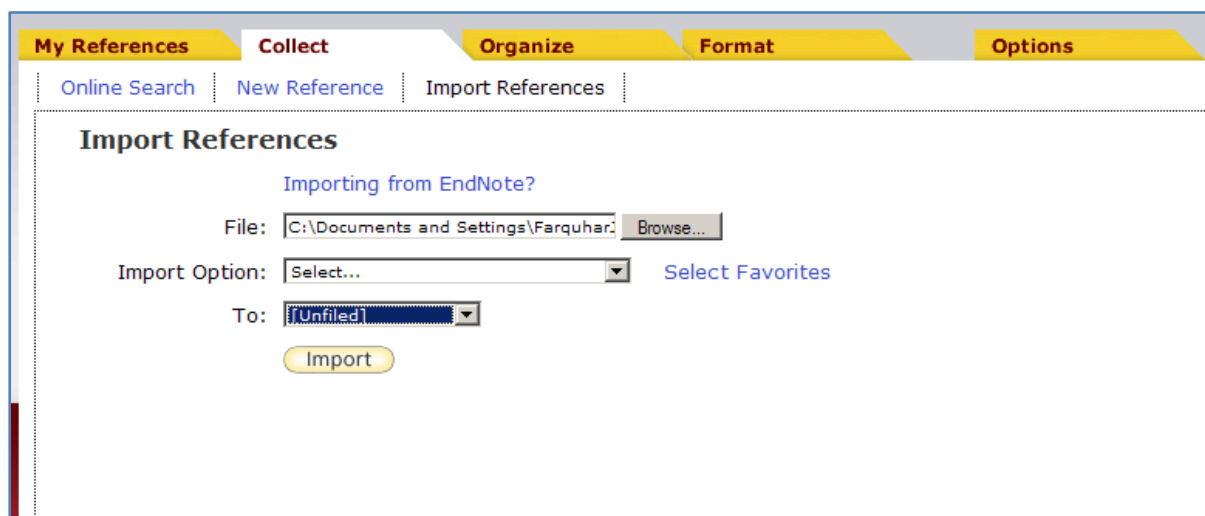 My References Collect Organize Format Options
Online Search New Reference Import References
Import References
Importing from EndNote?
File: C:\Documents and Settings\Farquhar Browse...
Import Option: Select... Select Favorites
To: [Unfiled]
Import